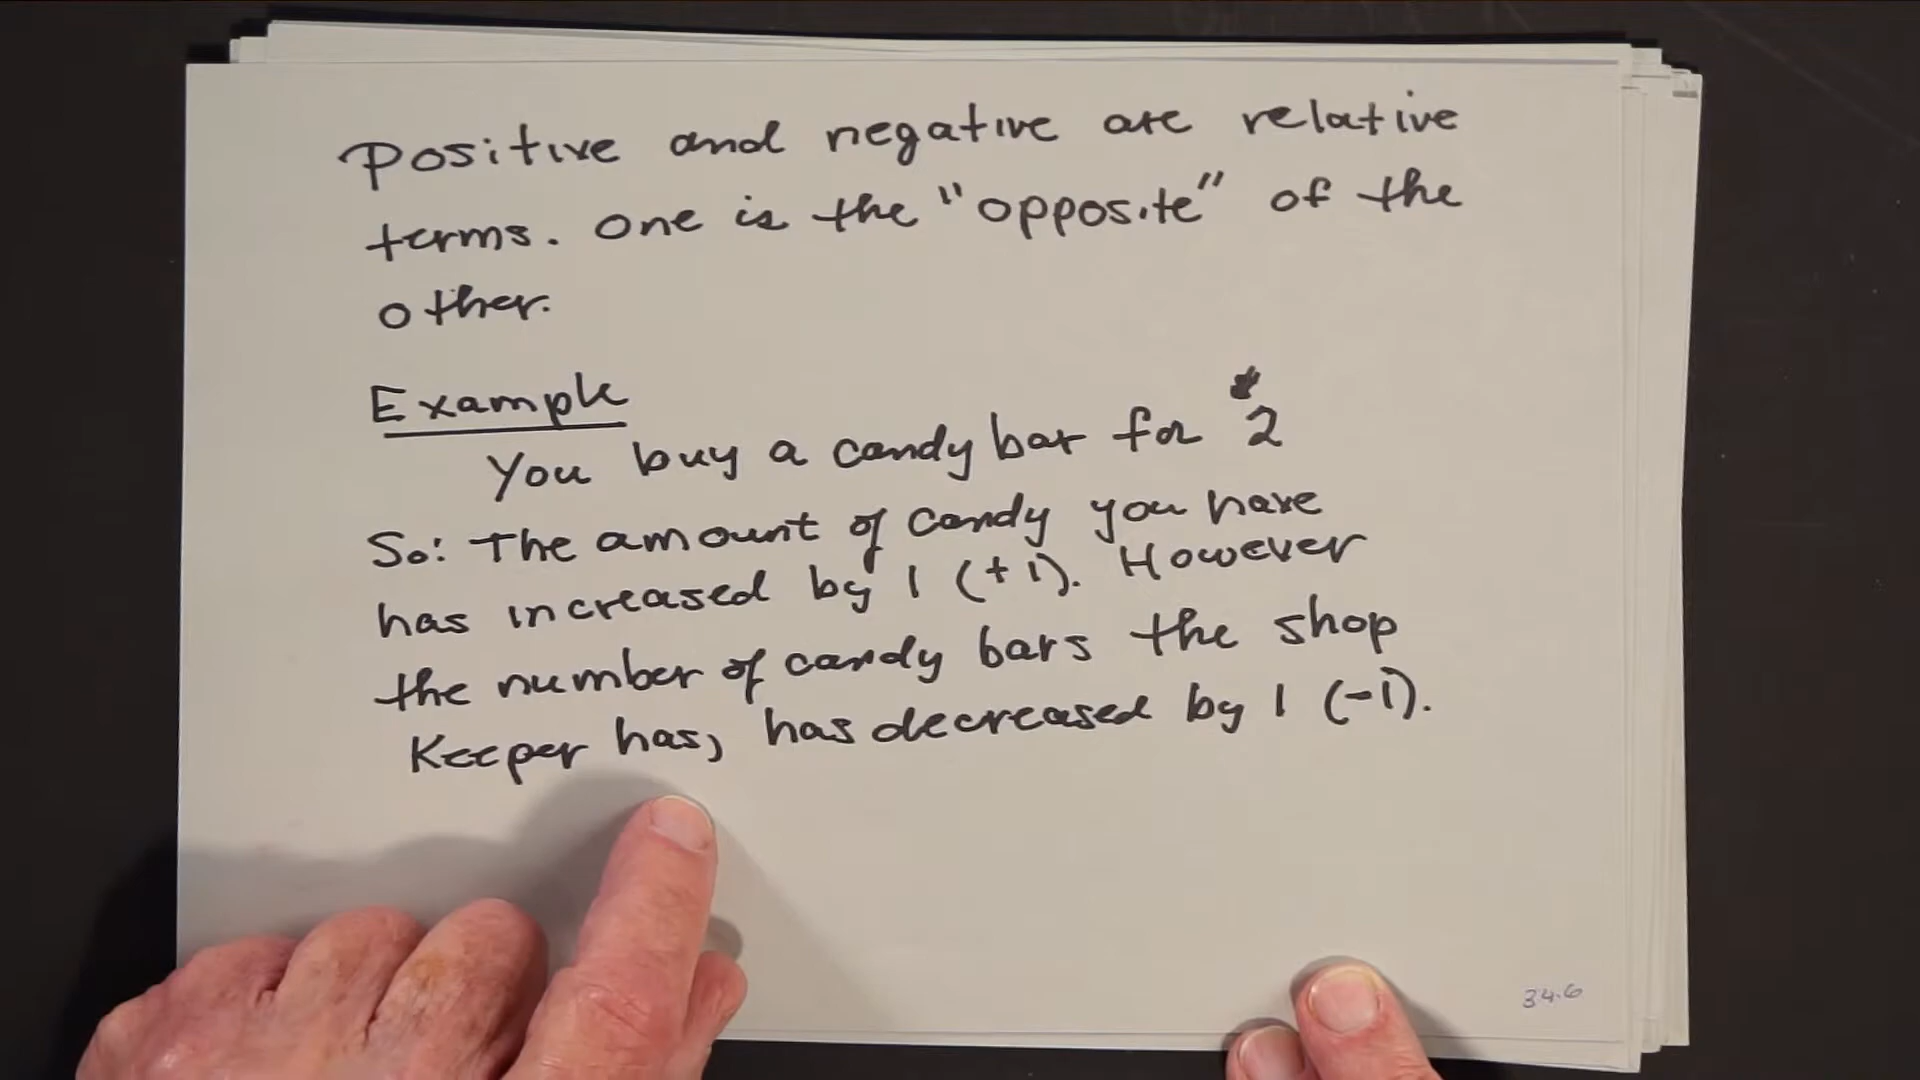 Positive and negative are relative
terms. One is the "opposite" of the
other.
Example
You buy a candy bar for $2
So: The amount of candy you have
has increased by 1 (+1). However
the number of candy bars the shop
Keeper has, has decreased by 1 (-1).
34.6